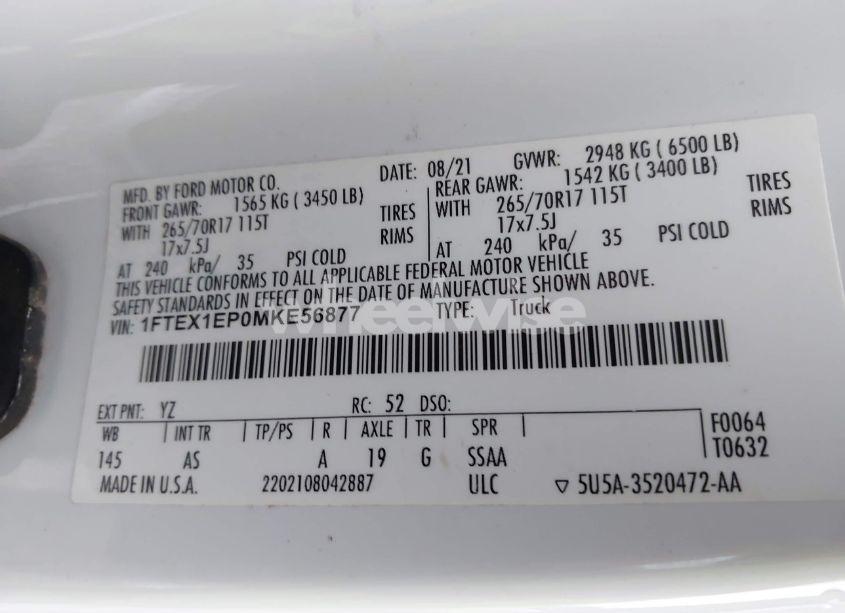 MFD. BY FORD MOTOR CO.
DATE: 08/21 GVWR: 2948 KG ( 6500 LB)
FRONT GAWR: 1565 KG ( 3450 LB)
REAR GAWR: 1542 KG ( 3400 LB)
WITH 265/70R17 115T TIRES
WITH 265/70R17 115T TIRES
17x7.5J RIMS
17x7.5J RIMS
AT 240 kPa/ 35 PSI COLD
AT 240 kPa/ 35 PSI COLD
THIS VEHICLE CONFORMS TO ALL APPLICABLE FEDERAL MOTOR VEHICLE
SAFETY STANDARDS IN EFFECT ON THE DATE OF MANUFACTURE SHOWN ABOVE.
VIN: 1FTEX1EP0MKE56877 TYPE: Truck
wheelwise
EXT PNT: YZ RC: 52 DSO:
WB INT TR TP/PS R AXLE TR SPR
F0064
145 AS A 19 G SSAA
T0632
MADE IN U.S.A. 2202108042887 ULC ▽ 5U5A-3520472-AA